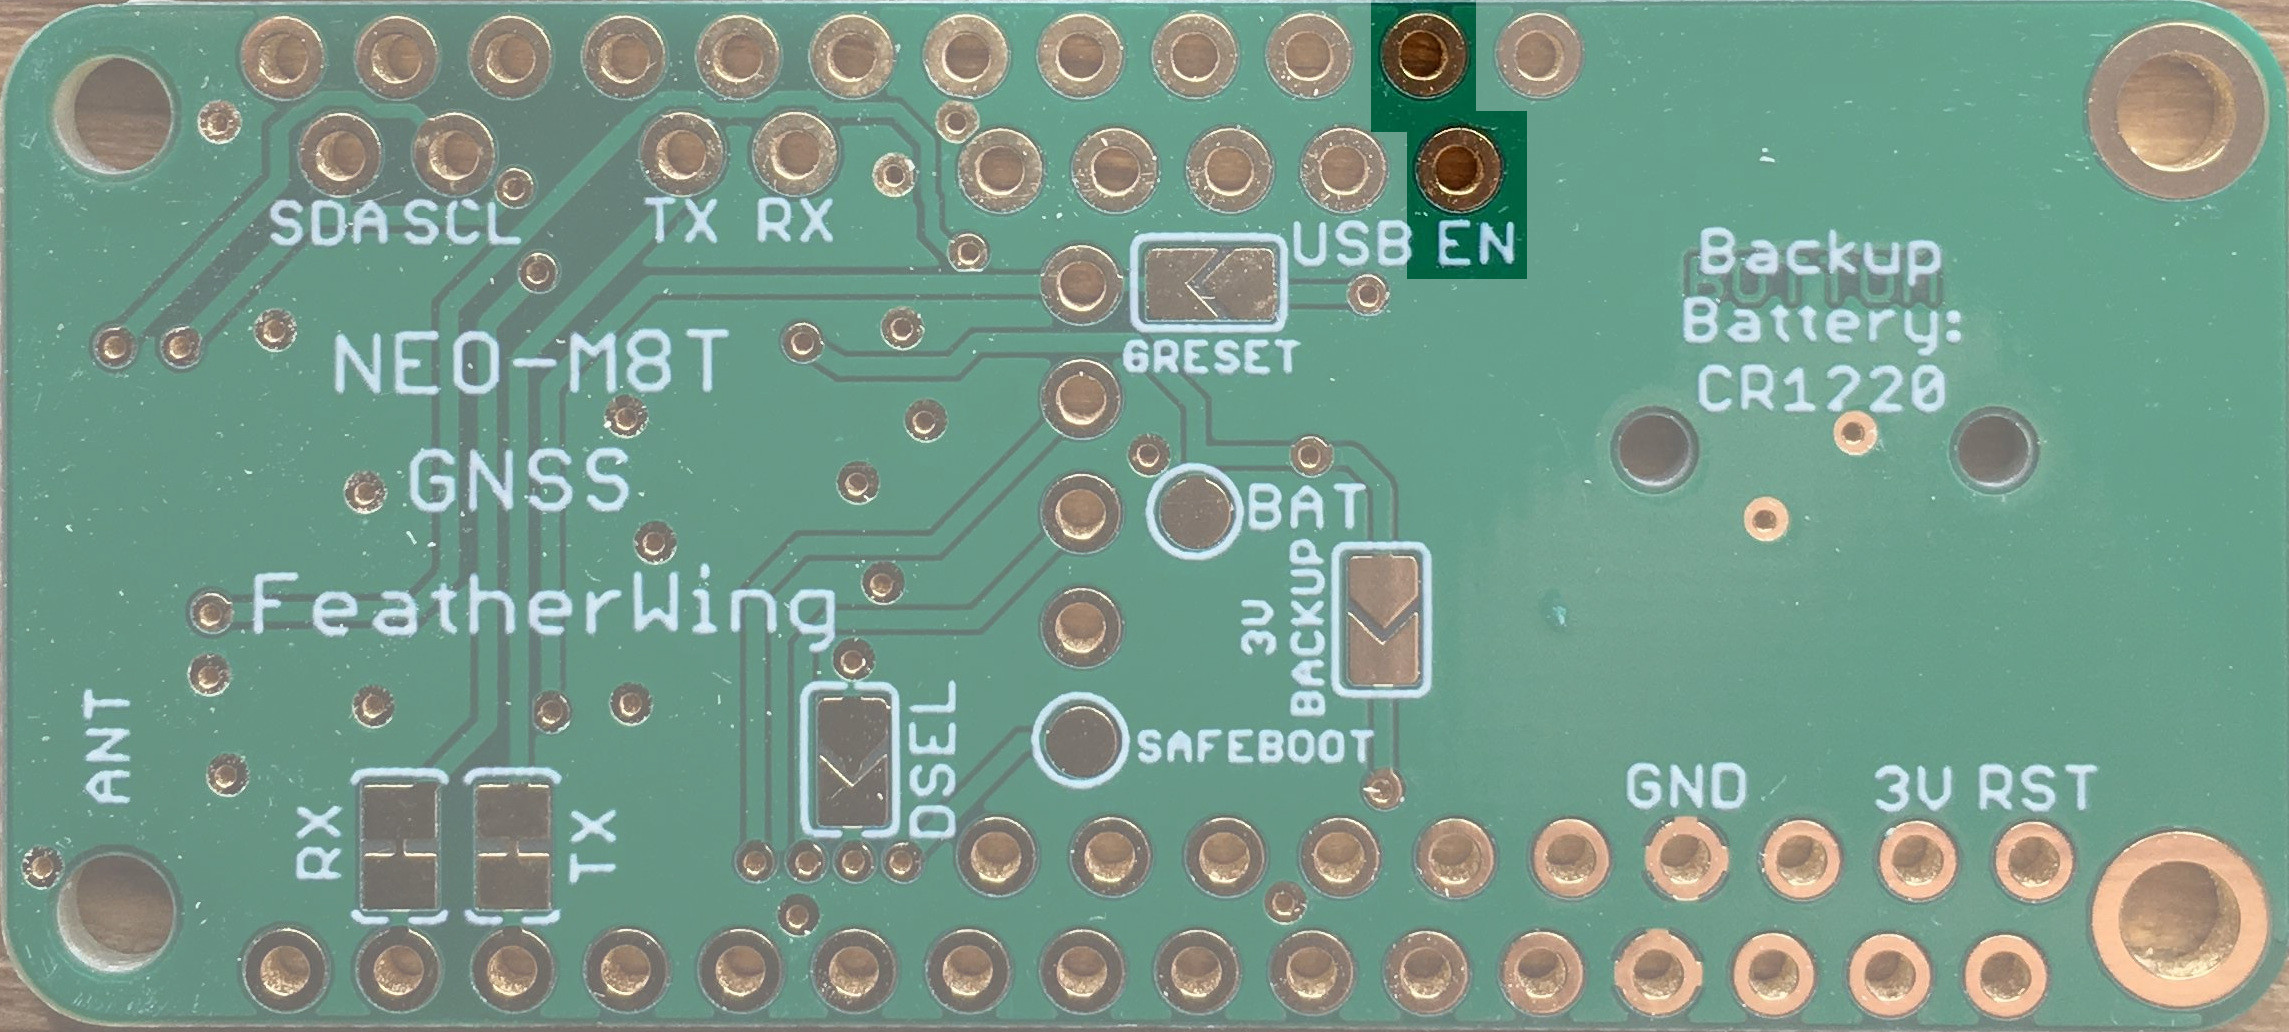 SDA SCL TX RX
USB EN
Backup
Battery:
CR1220
NEO-M8T
GRESET
GNSS
BAT
3V
BACKUP
FeatherWing
ANT
DSEL
SAFEBOOT
RX
TX
GND 3V RST